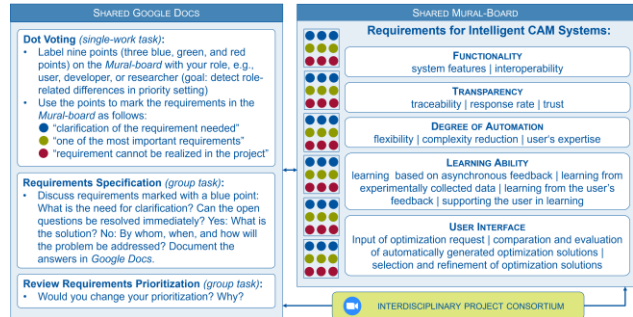 SHARED GOOGLE DOCS
Dot Voting (single-work task):
• Label nine points (three blue, green, and red
points) on the Mural-board with your role, e.g.,
user, developer, or researcher (goal: detect role-
related differences in priority setting)
• Use the points to mark the requirements in the
Mural-board as follows:
"clarification of the requirement needed"
"one of the most important requirements"
"requirement cannot be realized in the project"
Requirements Specification (group task):
• Discuss requirements marked with a blue point:
What is the need for clarification? Can the open
questions be resolved immediately? Yes: What is
the solution? No: By whom, when, and how will
the problem be addressed? Document the
answers in Google Docs.
Review Requirements Prioritization (group task):
• Would you change your prioritization? Why?
SHARED MURAL-BOARD
Requirements for Intelligent CAM Systems:
FUNCTIONALITY
system features | interoperability
TRANSPARENCY
traceability | response rate | trust
DEGREE OF AUTOMATION
flexibility | complexity reduction | user's expertise
LEARNING ABILITY
learning based on asynchronous feedback | learning from
experimentally collected data | learning from the user's
feedback | supporting the user in learning
USER INTERFACE
Input of optimization request | comparation and evaluation
of automatically generated optimization solutions |
selection and refinement of optimization solutions
INTERDISCIPLINARY PROJECT CONSORTIUM